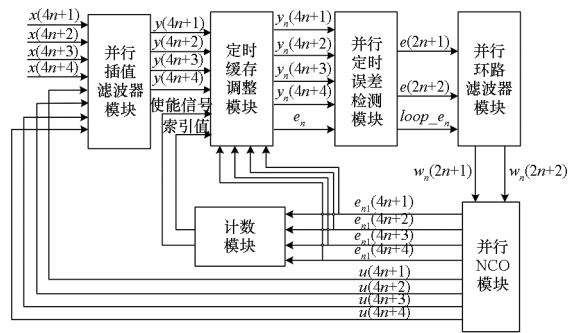 x(4n+1)
x(4n+2)
x(4n+3)
x(4n+4)
并行
插值
滤波器
模块
y(4n+1)
y(4n+2)
y(4n+3)
y(4n+4)
使能信号
索引值
定时
缓存
调整
模块
yₙ(4n+1)
yₙ(4n+2)
yₙ(4n+3)
yₙ(4n+4)
eₙ
并行
定时
误差
检测
模块
e(2n+1)
e(2n+2)
loop_eₙ
并行
环路
滤波器
模块
wₙ(2n+1)
wₙ(2n+2)
计数
模块
eₙ₁(4n+1)
eₙ₁(4n+2)
eₙ₁(4n+3)
eₙ₁(4n+4)
并行
NCO
模块
u(4n+1)
u(4n+2)
u(4n+3)
u(4n+4)